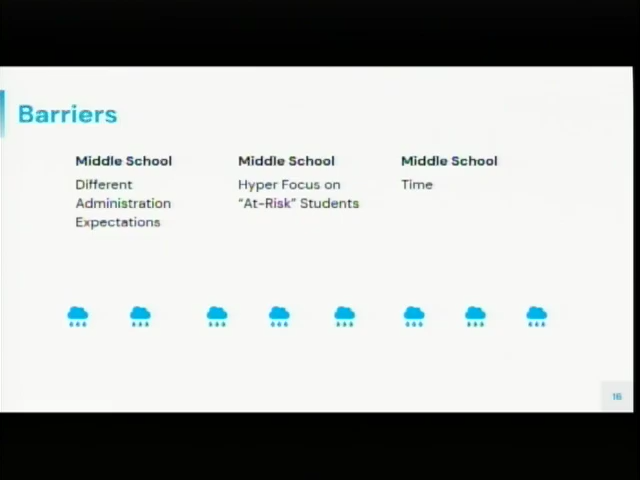 Barriers
Middle School
Different
Administration
Expectations
Middle School
Hyper Focus on
“At-Risk” Students
Middle School
Time
16